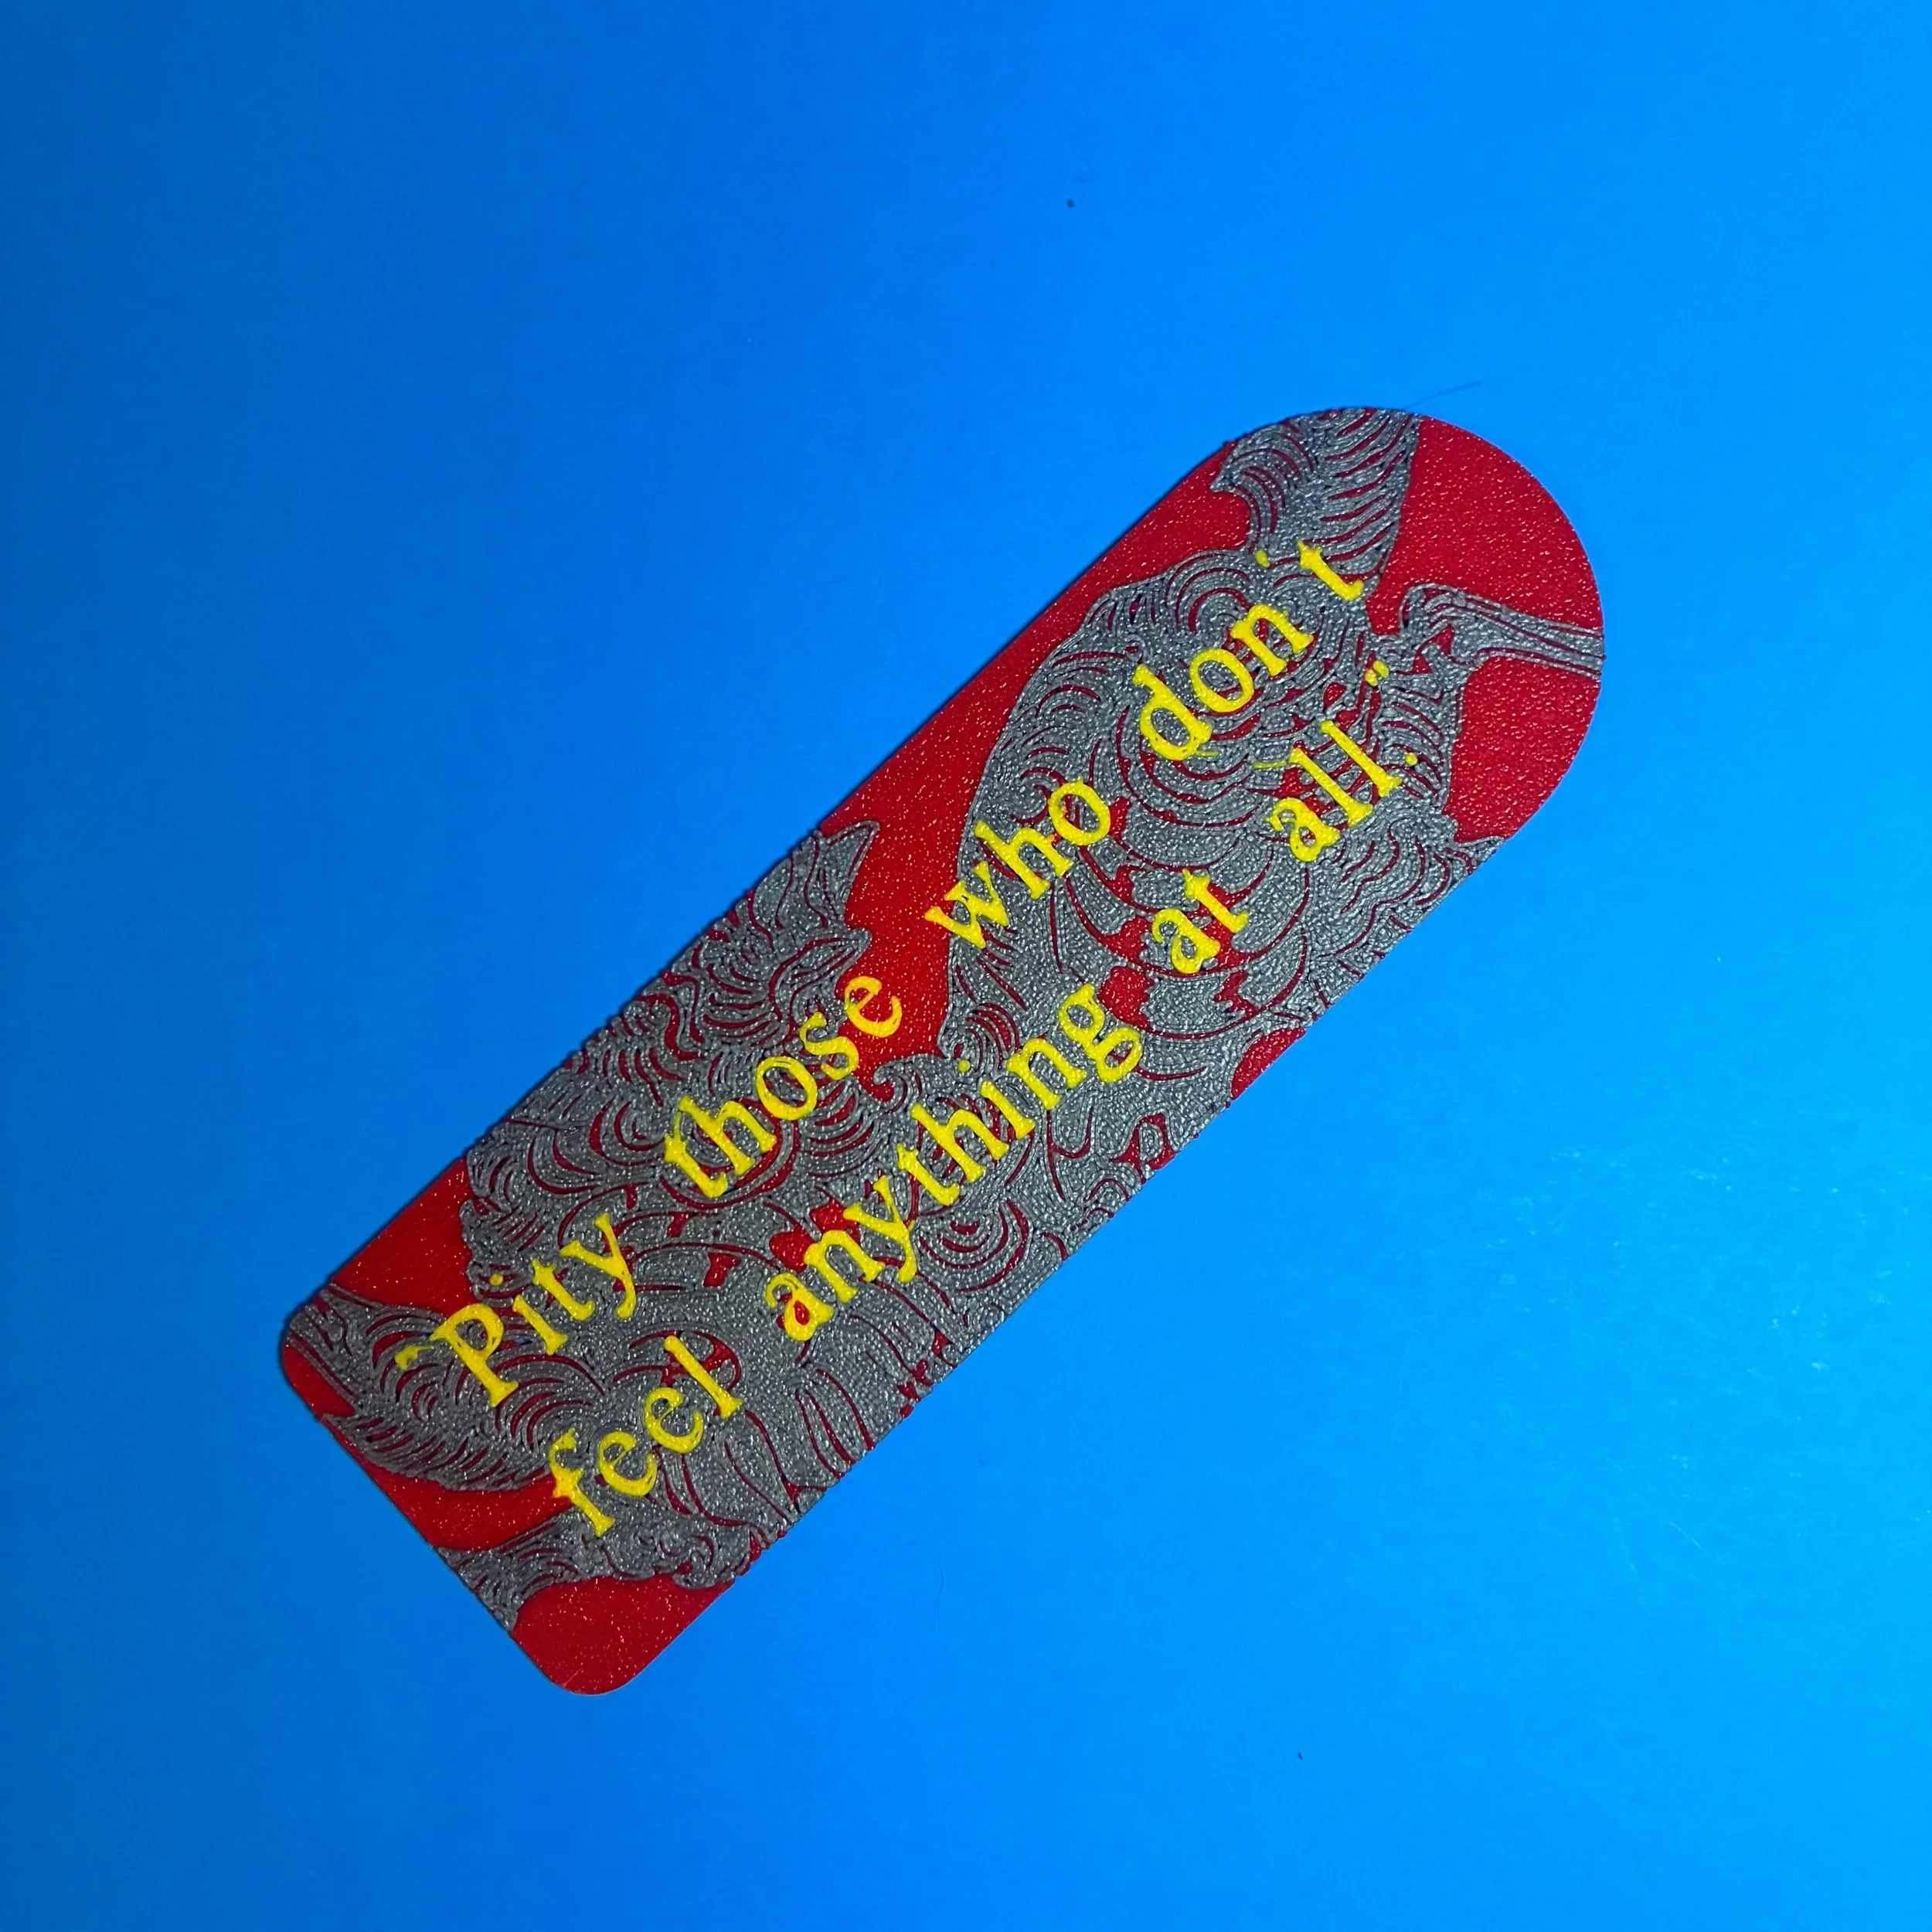 "Pity those who don't
feel anything at all."